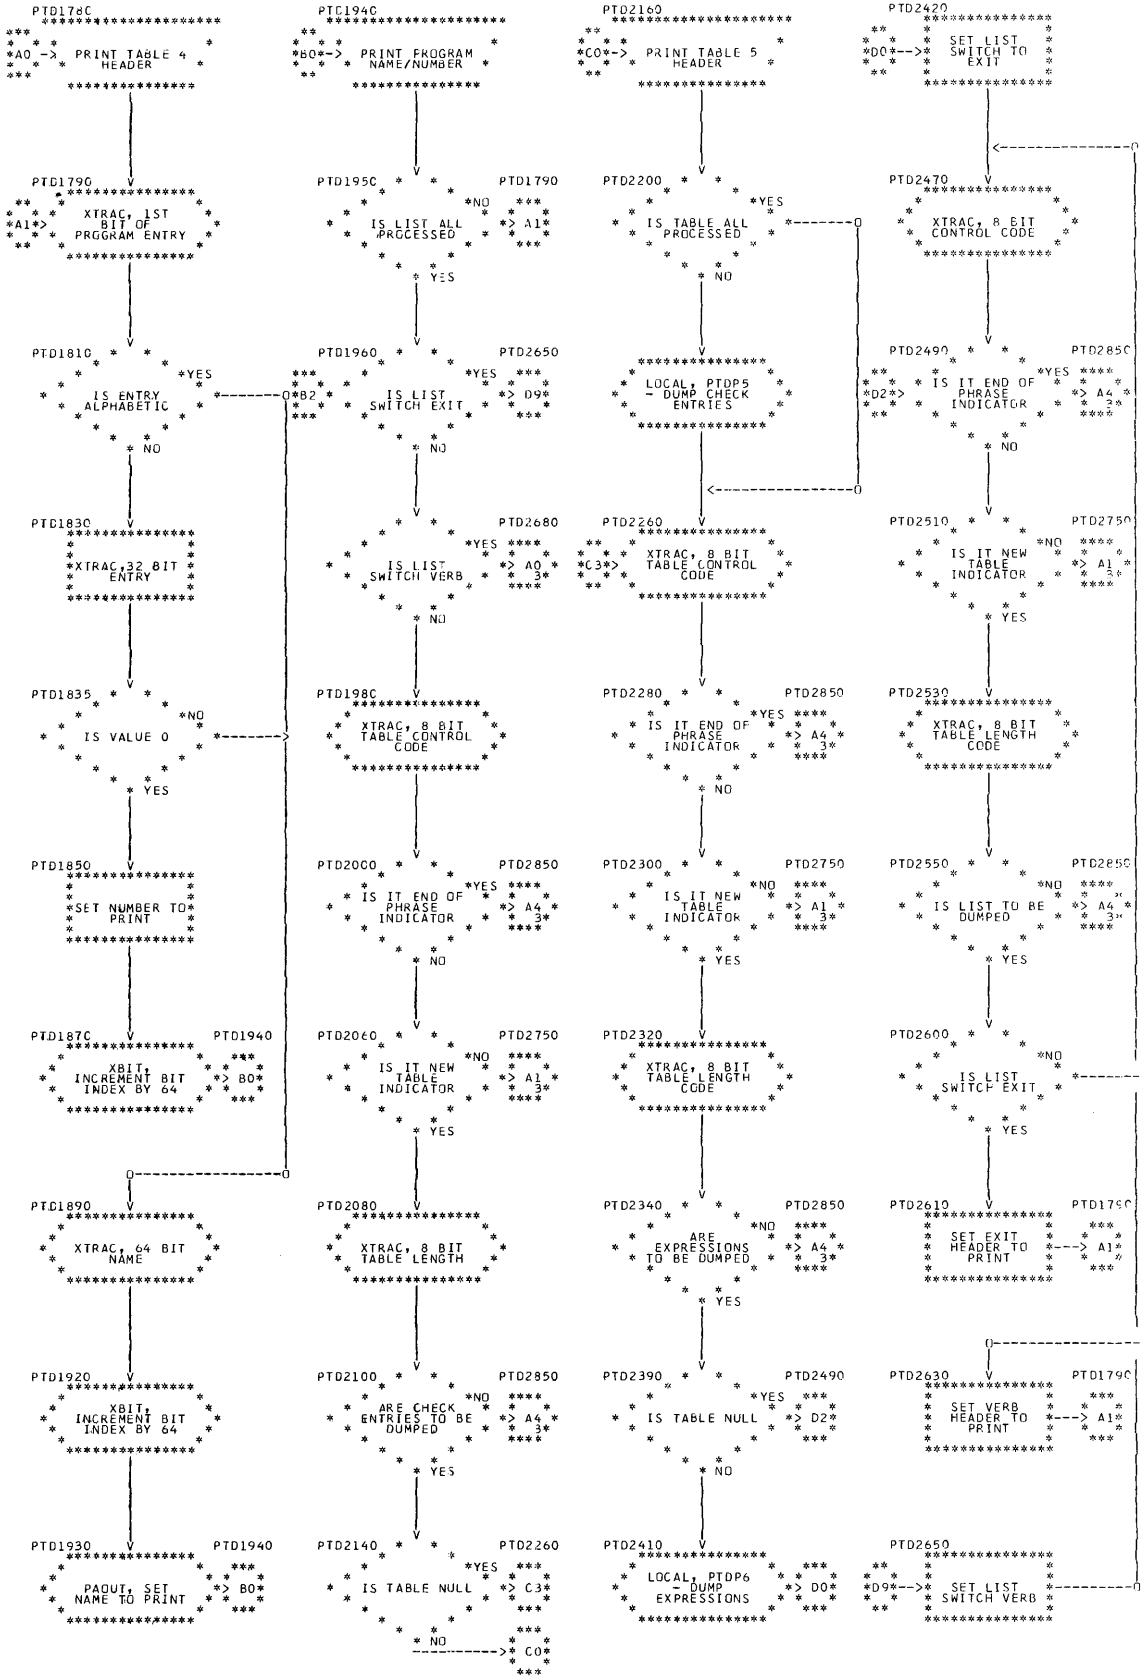 PTD1780
*A0 -> PRINT TABLE 4
HEADER
PTD1790
*A1*> XTRAC, 1ST
BIT OF
PROGRAM ENTRY
PTD1810
*YES
IS ENTRY
ALPHABETIC
* NO
PTD1830
XTRAC,32 BIT
ENTRY
PTD1835
*NO
IS VALUE 0
* YES
PTD1850
SET NUMBER TO
PRINT
PTD1870 PTD1940
XBIT,
INCREMENT BIT *> B0*
INDEX BY 64
PTD1890
XTRAC, 64 BIT
NAME
PTD1920
XBIT,
INCREMENT BIT
INDEX BY 64
PTD1930 PTD1940
PAOUT, SET *> B0*
NAME TO PRINT
PTD1940
*B0*-> PRINT PROGRAM
NAME/NUMBER
PTD1950 PTD1790
*NO
IS LIST ALL *> A1*
PROCESSED
* YES
PTD1960 PTD2650
*YES
*B2* IS LIST *> D9*
SWITCH EXIT
* NO
PTD2680
*YES
IS LIST *> A0 *
SWITCH VERB 3*
* NO
PTD1980
XTRAC, 8 BIT
TABLE CONTROL
CODE
PTD2000 PTD2850
*YES
IS IT END OF
PHRASE *> A4 *
INDICATOR 3*
* NO
PTD2060 PTD2750
*NO
IS IT NEW
TABLE *> A1 *
INDICATOR 3*
* YES
PTD2080
XTRAC, 8 BIT
TABLE LENGTH
PTD2100 PTD2850
*NO
ARE CHECK
ENTRIES TO BE *> A4 *
DUMPED 3*
* YES
PTD2140 PTD2260
*YES
IS TABLE NULL *> C3*
* NO
-> * C0*
PTD2160
*C0*-> PRINT TABLE 5
HEADER
PTD2200
*YES
IS TABLE ALL
PROCESSED
* NO
LOCAL, PTDP5
- DUMP CHECK
ENTRIES
PTD2260
*C3*> XTRAC, 8 BIT
TABLE CONTROL
CODE
PTD2280 PTD2850
*YES
IS IT END OF
PHRASE *> A4 *
INDICATOR 3*
* NO
PTD2300 PTD2750
*NO
IS IT NEW
TABLE *> A1 *
INDICATOR 3*
* YES
PTD2320
XTRAC, 8 BIT
TABLE LENGTH
CODE
PTD2340 PTD2850
*NO
ARE
EXPRESSIONS *> A4 *
TO BE DUMPED 3*
* YES
PTD2390 PTD2490
*YES
IS TABLE NULL *> D2*
* NO
PTD2410
LOCAL, PTDP6
- DUMP *> D0*
EXPRESSIONS
PTD2420
*D0*--> SET LIST
SWITCH TO
EXIT
PTD2470
XTRAC, 8 BIT
CONTROL CODE
PTD2490 PTD2850
*YES
IS IT END OF
*D2*> PHRASE *> A4 *
INDICATOR 3*
* NO
PTD2510 PTD2750
*NO
IS IT NEW
TABLE *> A1 *
INDICATOR 3*
* YES
PTD2530
XTRAC, 8 BIT
TABLE LENGTH
CODE
PTD2550 PTD2850
*NO
IS LIST TO BE *> A4 *
DUMPED 3*
* YES
PTD2600
*NO
IS LIST
SWITCH EXIT
* YES
PTD2610 PTD1790
SET EXIT
HEADER TO *---> A1*
PRINT
PTD2630 PTD1790
SET VERB
HEADER TO *---> A1*
PRINT
PTD2650
*D9*--> SET LIST
SWITCH VERB